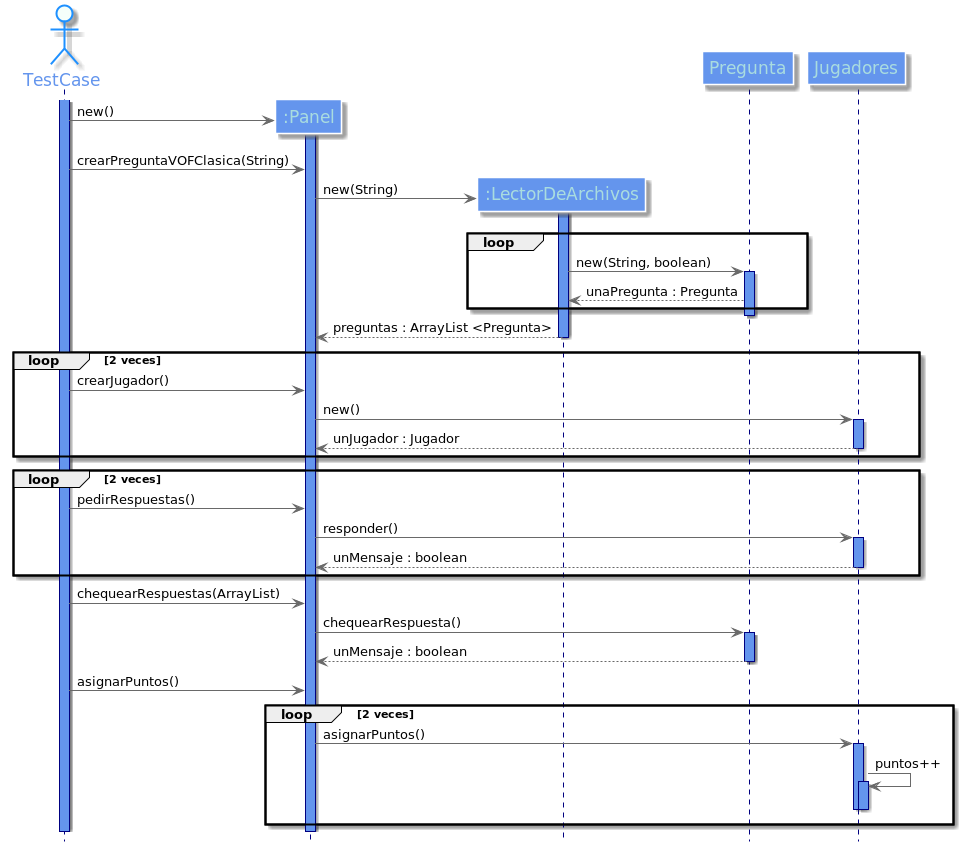 TestCase
Pregunta
Jugadores
new()
:Panel
crearPreguntaVOFClasica(String)
new(String)
:LectorDeArchivos
loop
new(String, boolean)
unaPregunta : Pregunta
preguntas : ArrayList <Pregunta>
loop [2 veces]
crearJugador()
new()
unJugador : Jugador
loop [2 veces]
pedirRespuestas()
responder()
unMensaje : boolean
chequearRespuestas(ArrayList)
chequearRespuesta()
unMensaje : boolean
asignarPuntos()
loop [2 veces]
asignarPuntos()
puntos++